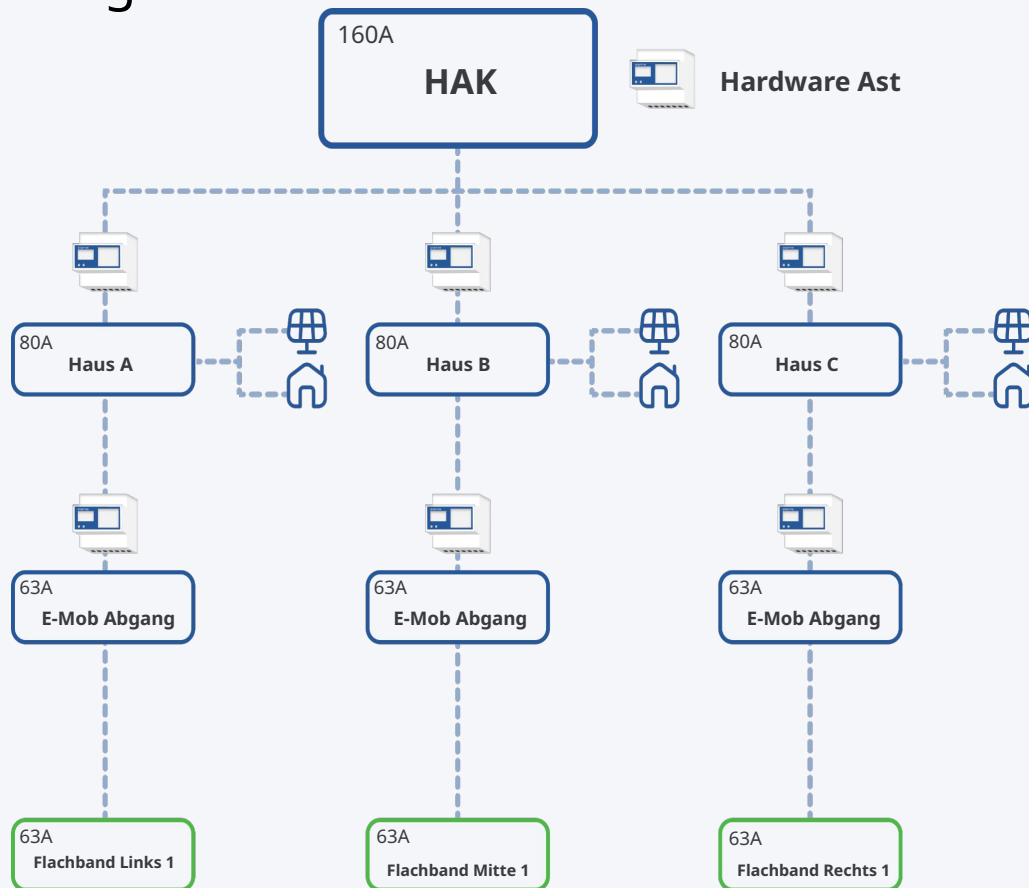 160A
HAK
Hardware Ast
80A
Haus A
80A
Haus B
80A
Haus C
63A
E-Mob Abgang
63A
E-Mob Abgang
63A
E-Mob Abgang
63A
Flachband Links 1
63A
Flachband Mitte 1
63A
Flachband Rechts 1